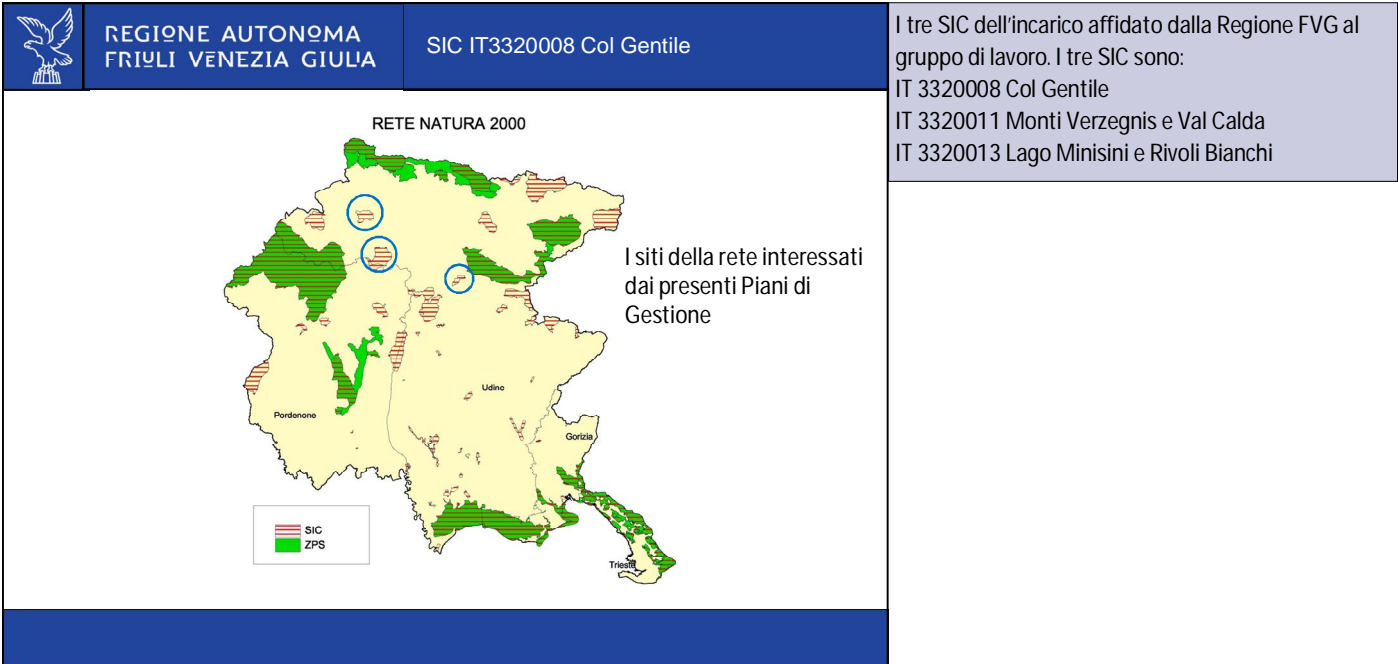 REGIONE AUTONOMA
FRIULI VENEZIA GIULIA
SIC IT3320008 Col Gentile
RETE NATURA 2000
I siti della rete interessati
dai presenti Piani di
Gestione
Udine
Pordenone
Gorizia
SIC
ZPS
Trieste
I tre SIC dell'incarico affidato dalla Regione FVG al
gruppo di lavoro. I tre SIC sono:
IT 3320008 Col Gentile
IT 3320011 Monti Verzegnis e Val Calda
IT 3320013 Lago Minisini e Rivoli Bianchi